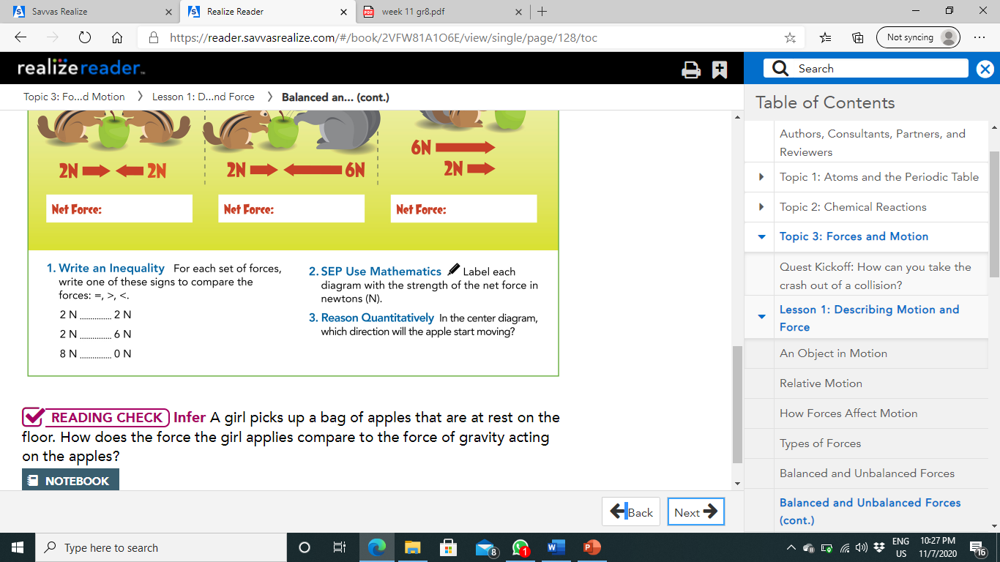 Savvas Realize
Realize Reader
PDF
week 11 gr8.pdf
https://reader.savvasrealize.com/#/book/2VFW81A1O6E/view/single/page/128/toc
Not syncing
realizereader™
Search
Topic 3: Fo...d Motion
Lesson 1: D...nd Force
Balanced an... (cont.)
2N 2N
2N 6N
6N
2N
Net Force:
Net Force:
Net Force:
1. Write an Inequality For each set of forces,
write one of these signs to compare the
forces: =, >, <.
2 N .............. 2 N
2 N .............. 6 N
8 N .............. 0 N
2. SEP Use Mathematics Label each
diagram with the strength of the net force in
newtons (N).
3. Reason Quantitatively In the center diagram,
which direction will the apple start moving?
READING CHECK Infer A girl picks up a bag of apples that are at rest on the
floor. How does the force the girl applies compare to the force of gravity acting
on the apples?
NOTEBOOK
Back
Next
Table of Contents
Authors, Consultants, Partners, and
Reviewers
Topic 1: Atoms and the Periodic Table
Topic 2: Chemical Reactions
Topic 3: Forces and Motion
Quest Kickoff: How can you take the
crash out of a collision?
Lesson 1: Describing Motion and
Force
An Object in Motion
Relative Motion
How Forces Affect Motion
Types of Forces
Balanced and Unbalanced Forces
Balanced and Unbalanced Forces
(cont.)
Type here to search
8
1
ENG
US
10:27 PM
11/7/2020
16